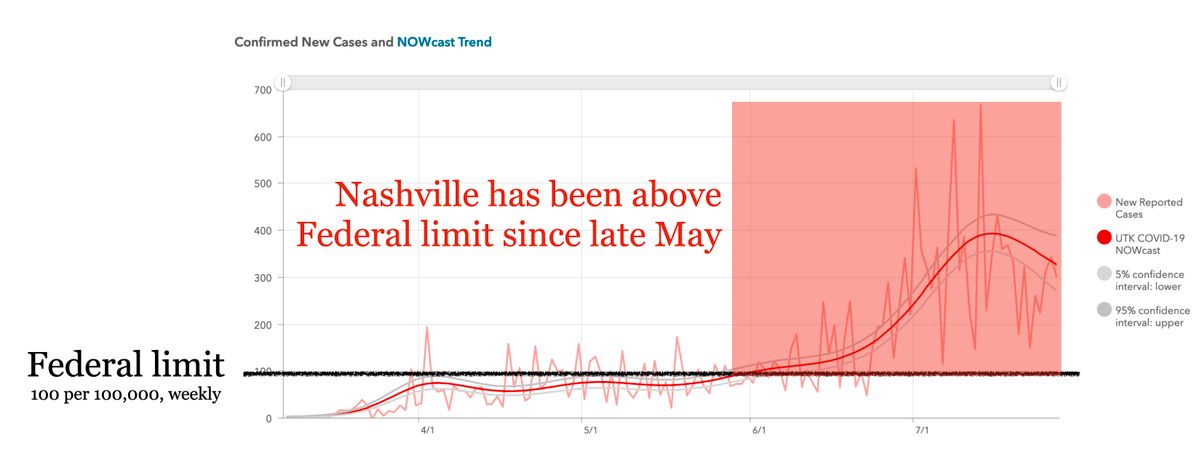 Confirmed New Cases and NOWcast Trend
700
600
500
400
300
200
100
0
Nashville has been above
Federal limit since late May
Federal limit
100 per 100,000, weekly
4/1
5/1
6/1
7/1
New Reported
Cases
UTK COVID-19
NOWcast
5% confidence
interval: lower
95% confidence
interval: upper